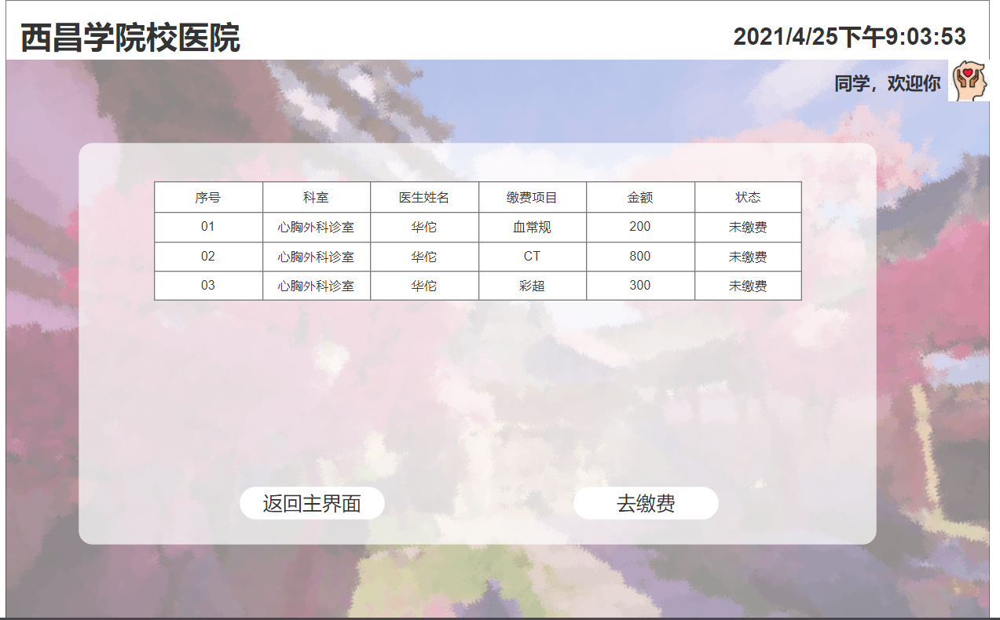 西昌学院校医院
2021/4/25下午9:03:53
同学，欢迎你
序号 科室 医生姓名 缴费项目 金额 状态
01 心胸外科诊室 华佗 血常规 200 未缴费
02 心胸外科诊室 华佗 CT 800 未缴费
03 心胸外科诊室 华佗 彩超 300 未缴费
返回主界面 去缴费